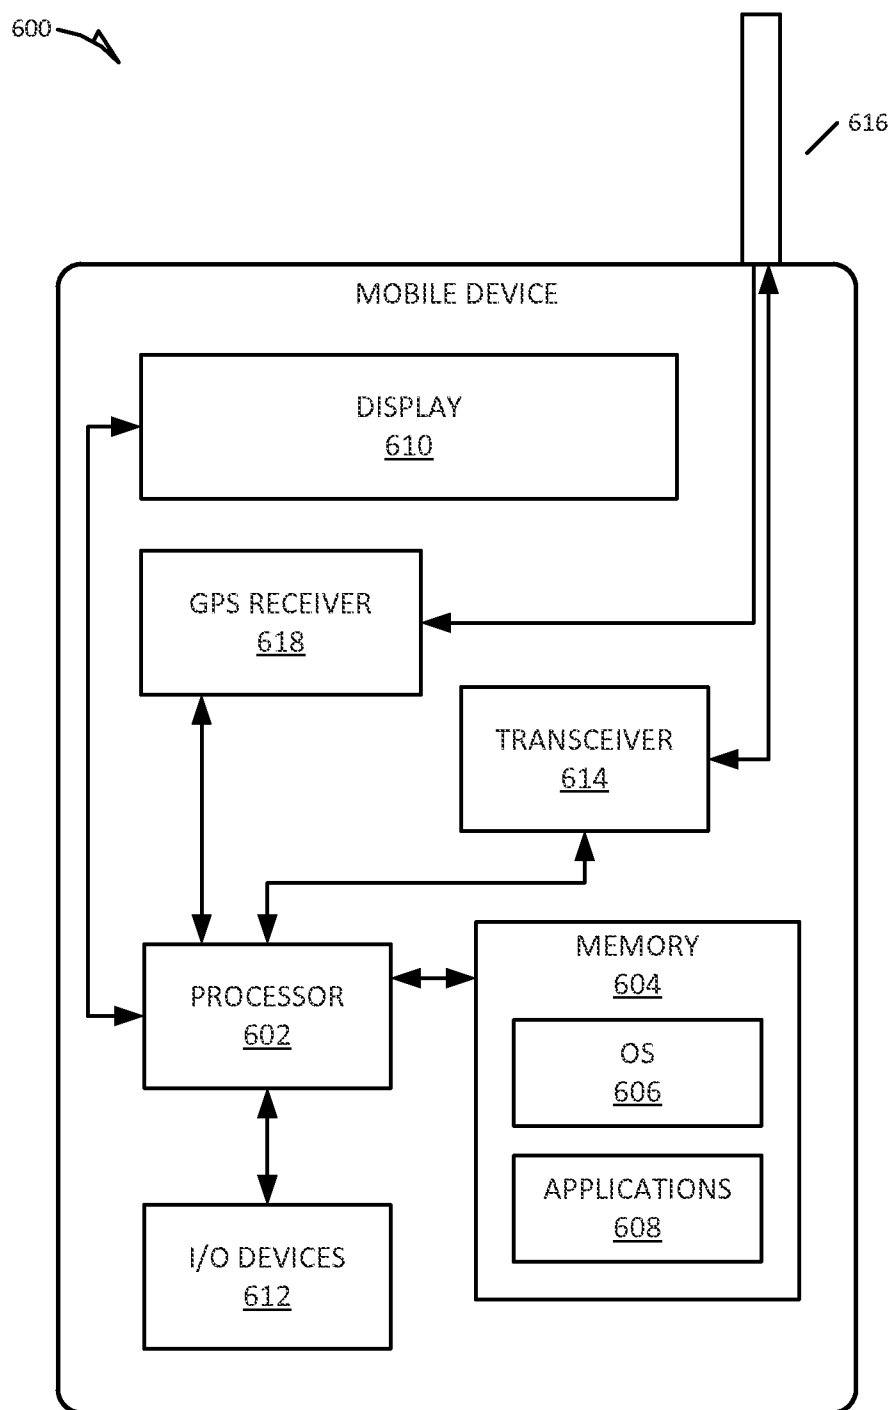 600
616
MOBILE DEVICE
DISPLAY
610
GPS RECEIVER
618
TRANSCEIVER
614
PROCESSOR
602
MEMORY
604
OS
606
APPLICATIONS
608
I/O DEVICES
612